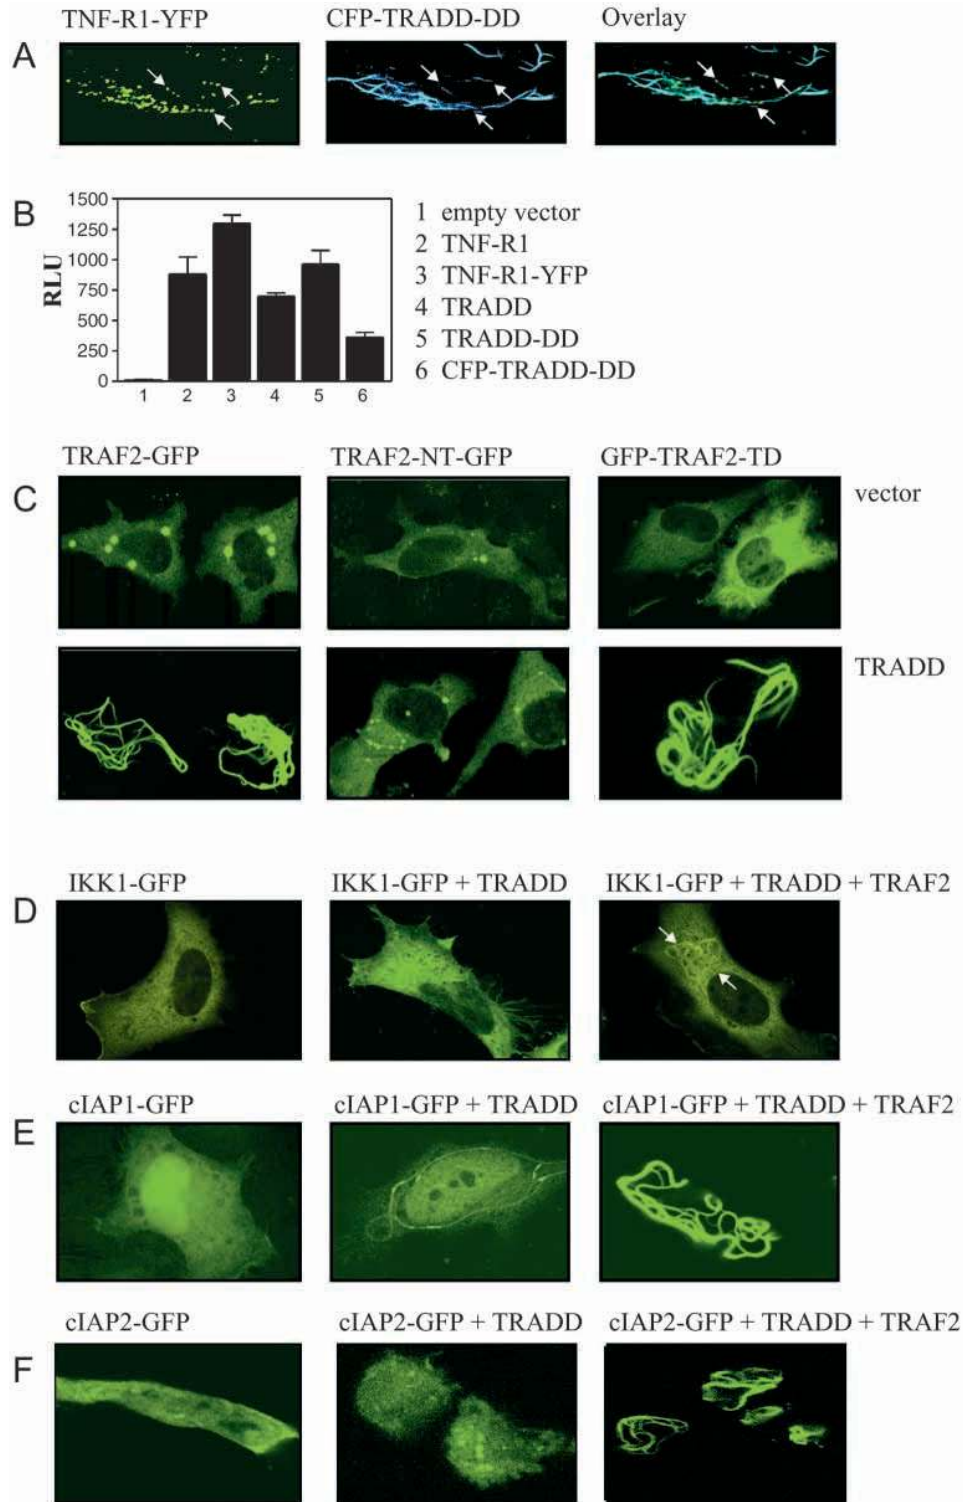 TNF-R1-YFP CFP-TRADD-DD Overlay
A
B
1500
1250
1000
750
500
250
0
RLU
1 2 3 4 5 6
1 empty vector
2 TNF-R1
3 TNF-R1-YFP
4 TRADD
5 TRADD-DD
6 CFP-TRADD-DD
TRAF2-GFP TRAF2-NT-GFP GFP-TRAF2-TD
C
vector
TRADD
IKK1-GFP IKK1-GFP + TRADD IKK1-GFP + TRADD + TRAF2
D
cIAP1-GFP cIAP1-GFP + TRADD cIAP1-GFP + TRADD + TRAF2
E
cIAP2-GFP cIAP2-GFP + TRADD cIAP2-GFP + TRADD + TRAF2
F